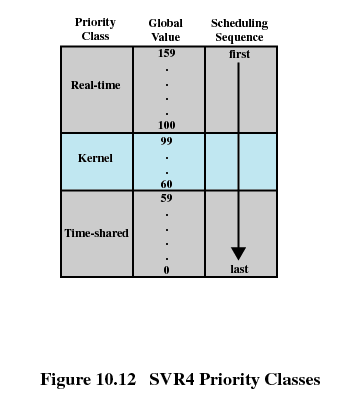 Priority Class
Global Value
Scheduling Sequence
159
first
.
.
Real-time
.
.
100
99
.
Kernel
.
60
59
.
.
Time-shared
.
.
0
last
Figure 10.12 SVR4 Priority Classes